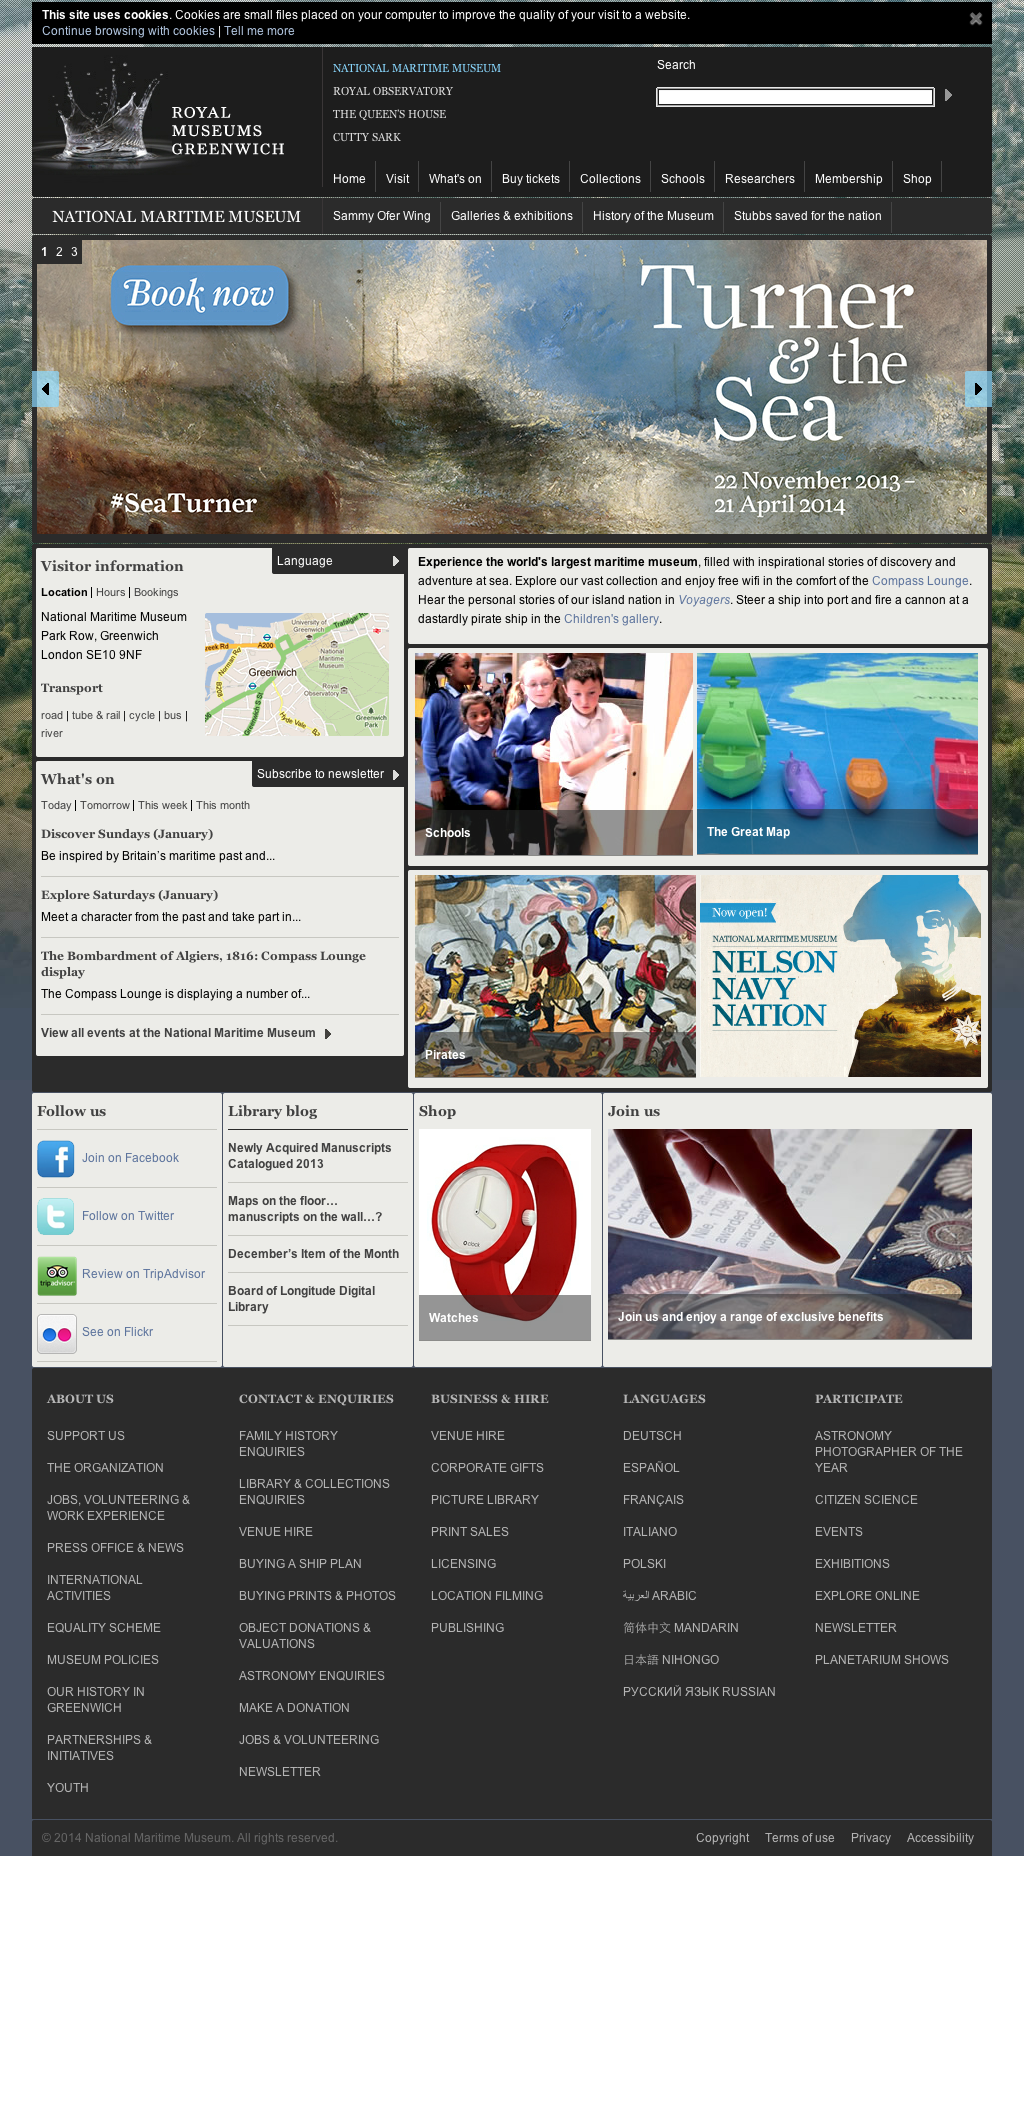 This site uses cookies. Cookies are small files placed on your computer to improve the quality of your visit to a website.
Continue browsing with cookies | Tell me more
ROYAL
MUSEUMS
GREENWICH
NATIONAL MARITIME MUSEUM
ROYAL OBSERVATORY
THE QUEEN'S HOUSE
CUTTY SARK
Search
Home
Visit
What's on
Buy tickets
Collections
Schools
Researchers
Membership
Shop
NATIONAL MARITIME MUSEUM
Sammy Ofer Wing
Galleries & exhibitions
History of the Museum
Stubbs saved for the nation
1 2 3
Book now
Turner
& the
Sea
22 November 2013 –
21 April 2014
#SeaTurner
Visitor information
Language
Location | Hours | Bookings
National Maritime Museum
Park Row, Greenwich
London SE10 9NF
Transport
road | tube & rail | cycle | bus |
river
University of
Greenwich
Trafalgar Rd
A200
National
Maritime
Museum
Norman Rd
Greenwich
Royal
Observatory
Greenwich
Park
Hyde Vale
Experience the world's largest maritime museum, filled with inspirational stories of discovery and
adventure at sea. Explore our vast collection and enjoy free wifi in the comfort of the Compass Lounge.
Hear the personal stories of our island nation in Voyagers. Steer a ship into port and fire a cannon at a
dastardly pirate ship in the Children's gallery.
What's on
Subscribe to newsletter
Today | Tomorrow | This week | This month
Discover Sundays (January)
Be inspired by Britain's maritime past and...
Explore Saturdays (January)
Meet a character from the past and take part in...
The Bombardment of Algiers, 1816: Compass Lounge
display
The Compass Lounge is displaying a number of...
View all events at the National Maritime Museum
Schools
The Great Map
Pirates
Now open!
NATIONAL MARITIME MUSEUM
NELSON
NAVY
NATION
Follow us
Join on Facebook
Follow on Twitter
tripadvisor
Review on TripAdvisor
See on Flickr
Library blog
Newly Acquired Manuscripts
Catalogued 2013
Maps on the floor…
manuscripts on the wall…?
December's Item of the Month
Board of Longitude Digital
Library
Shop
o clock
Watches
Join us
Join us and enjoy a range of exclusive benefits
ABOUT US
SUPPORT US
THE ORGANIZATION
JOBS, VOLUNTEERING &
WORK EXPERIENCE
PRESS OFFICE & NEWS
INTERNATIONAL
ACTIVITIES
EQUALITY SCHEME
MUSEUM POLICIES
OUR HISTORY IN
GREENWICH
PARTNERSHIPS &
INITIATIVES
YOUTH
CONTACT & ENQUIRIES
FAMILY HISTORY
ENQUIRIES
LIBRARY & COLLECTIONS
ENQUIRIES
VENUE HIRE
BUYING A SHIP PLAN
BUYING PRINTS & PHOTOS
OBJECT DONATIONS &
VALUATIONS
ASTRONOMY ENQUIRIES
MAKE A DONATION
JOBS & VOLUNTEERING
NEWSLETTER
BUSINESS & HIRE
VENUE HIRE
CORPORATE GIFTS
PICTURE LIBRARY
PRINT SALES
LICENSING
LOCATION FILMING
PUBLISHING
LANGUAGES
DEUTSCH
ESPAÑOL
FRANÇAIS
ITALIANO
POLSKI
العربية ARABIC
简体中文 MANDARIN
日本語 NIHONGO
РУССКИЙ ЯЗЫК RUSSIAN
PARTICIPATE
ASTRONOMY
PHOTOGRAPHER OF THE
YEAR
CITIZEN SCIENCE
EVENTS
EXHIBITIONS
EXPLORE ONLINE
NEWSLETTER
PLANETARIUM SHOWS
© 2014 National Maritime Museum. All rights reserved.
Copyright
Terms of use
Privacy
Accessibility